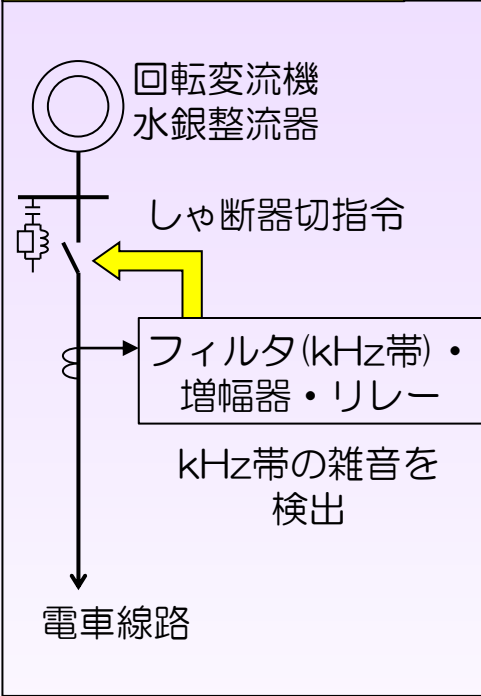 回転変流機
水銀整流器
しゃ断器切指令
フィルタ(kHz帯)・
増幅器・リレー
kHz帯の雑音を
検出
電車線路